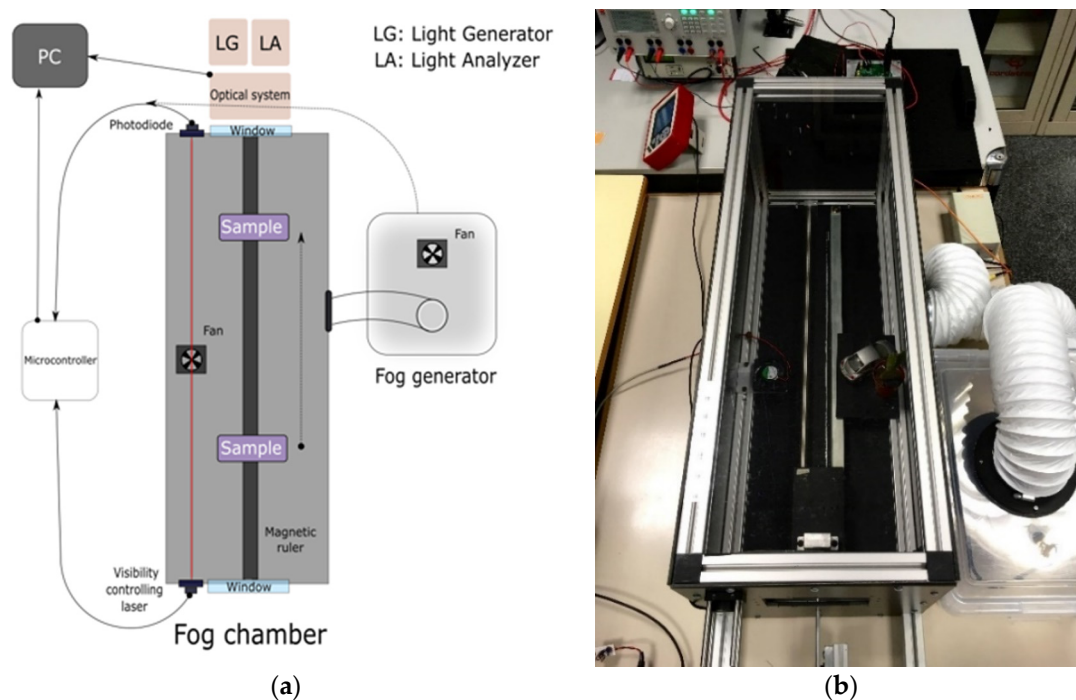 PC
LG
LA
LG: Light Generator
LA: Light Analyzer
Optical system
Photodiode
Window
Sample
Fan
Fan
Microcontroller
Fog generator
Sample
Magnetic
ruler
Visibility
controlling
laser
Window
Fog chamber
(a)
(b)